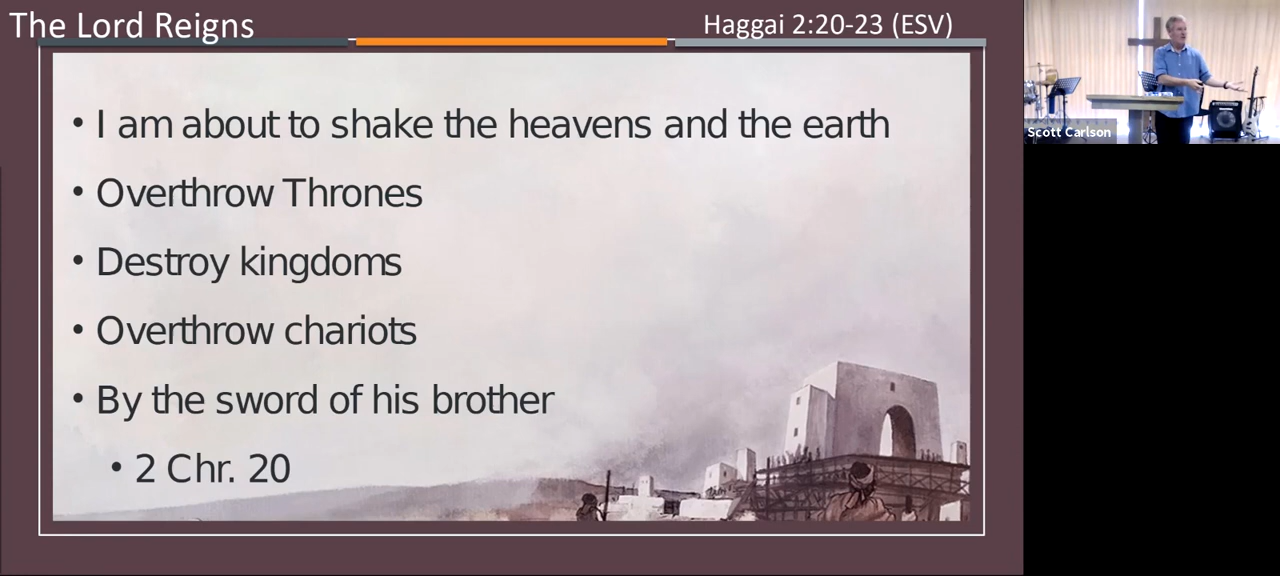 The Lord Reigns
Haggai 2:20-23 (ESV)
• I am about to shake the heavens and the earth
• Overthrow Thrones
• Destroy kingdoms
• Overthrow chariots
• By the sword of his brother
• 2 Chr. 20
Scott Carlson